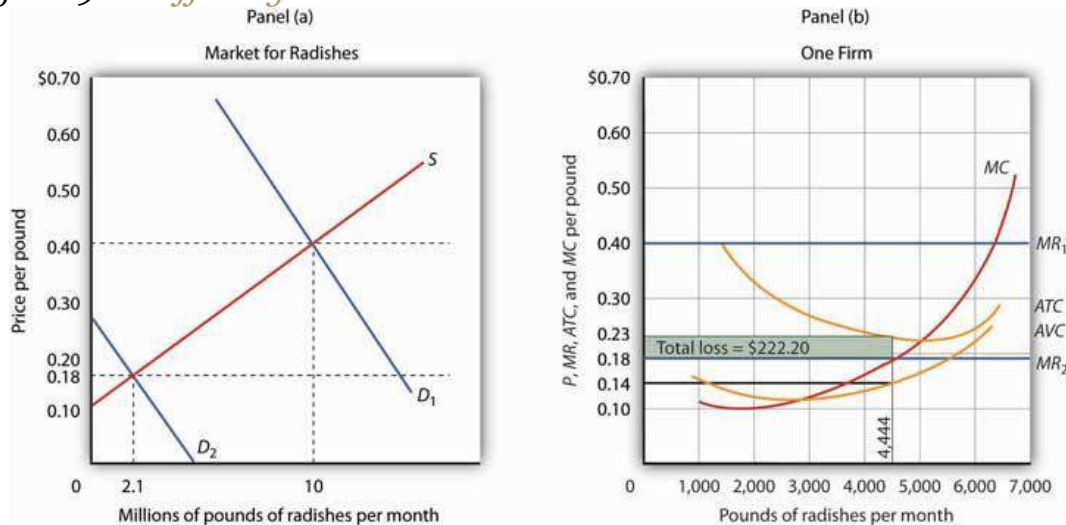 Panel (a)
Market for Radishes
$0.70
0.60
0.50
0.40
0.30
0.20
0.18
0.10
0
2.1
10
Price per pound
Millions of pounds of radishes per month
S
D1
D2
Panel (b)
One Firm
$0.70
0.60
0.50
0.40
0.30
0.23
0.18
0.14
0.10
0
1,000
2,000
3,000
4,000
5,000
6,000
7,000
P, MR, ATC, and MC per pound
Pounds of radishes per month
MC
MR1
ATC
AVC
MR2
Total loss = $222.20
4,444